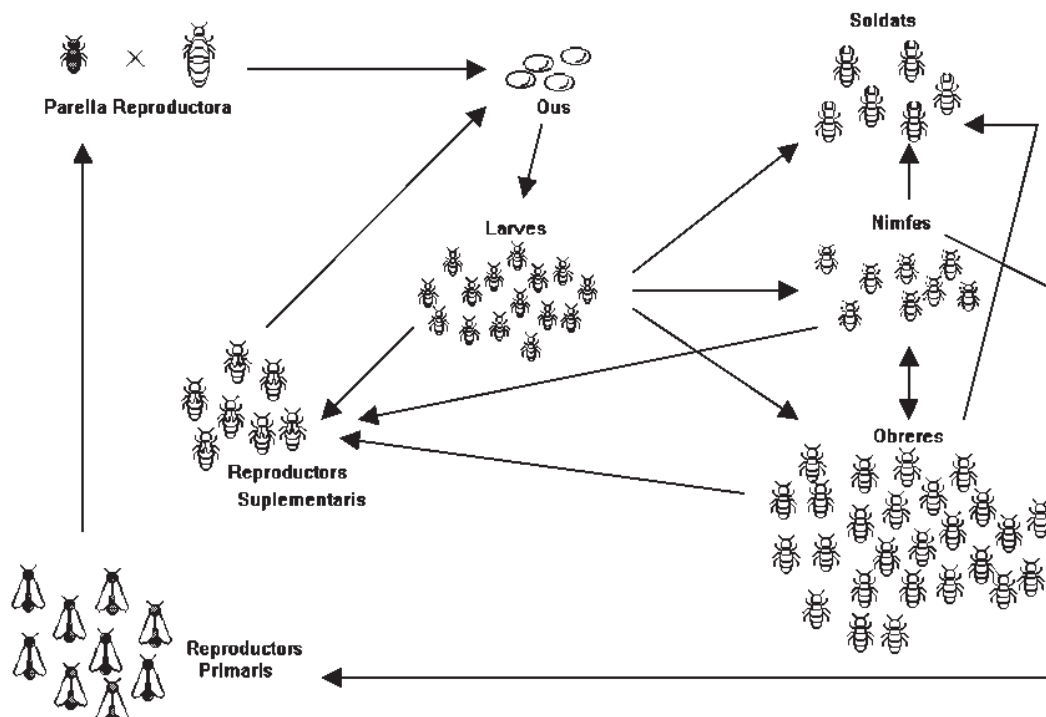 Soldats
Parella Reproductora
Ous
Larves
Nimfes
Obreres
Reproductors
Suplementaris
Reproductors
Primaris